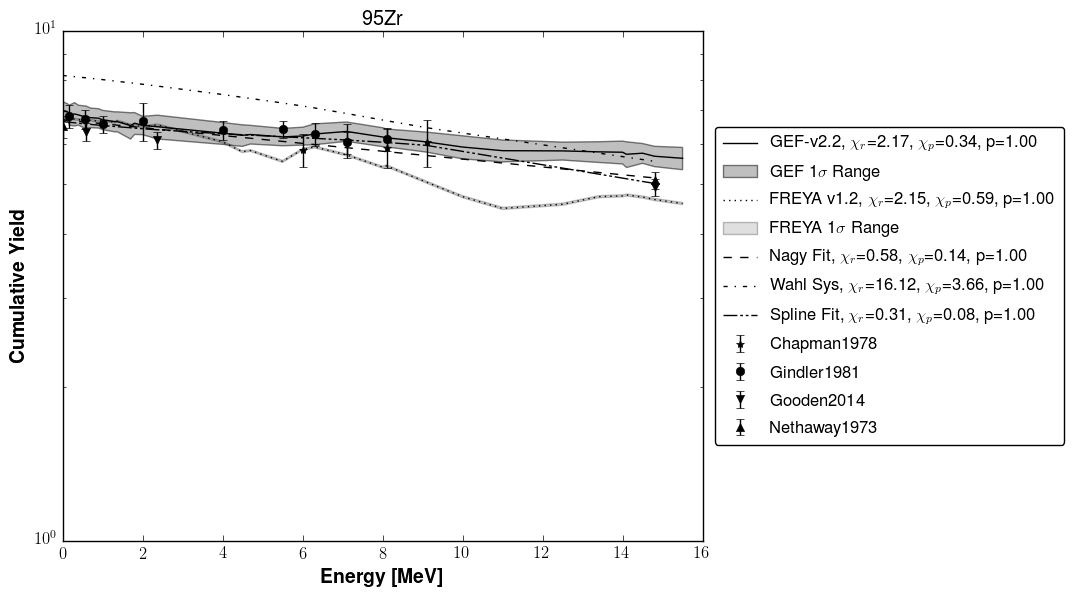 95Zr
10¹
10⁰
Cumulative Yield
0 2 4 6 8 10 12 14 16
Energy [MeV]
GEF-v2.2, χr=2.17, χp=0.34, p=1.00
GEF 1σ Range
FREYA v1.2, χr=2.15, χp=0.59, p=1.00
FREYA 1σ Range
Nagy Fit, χr=0.58, χp=0.14, p=1.00
Wahl Sys, χr=16.12, χp=3.66, p=1.00
Spline Fit, χr=0.31, χp=0.08, p=1.00
Chapman1978
Gindler1981
Gooden2014
Nethaway1973